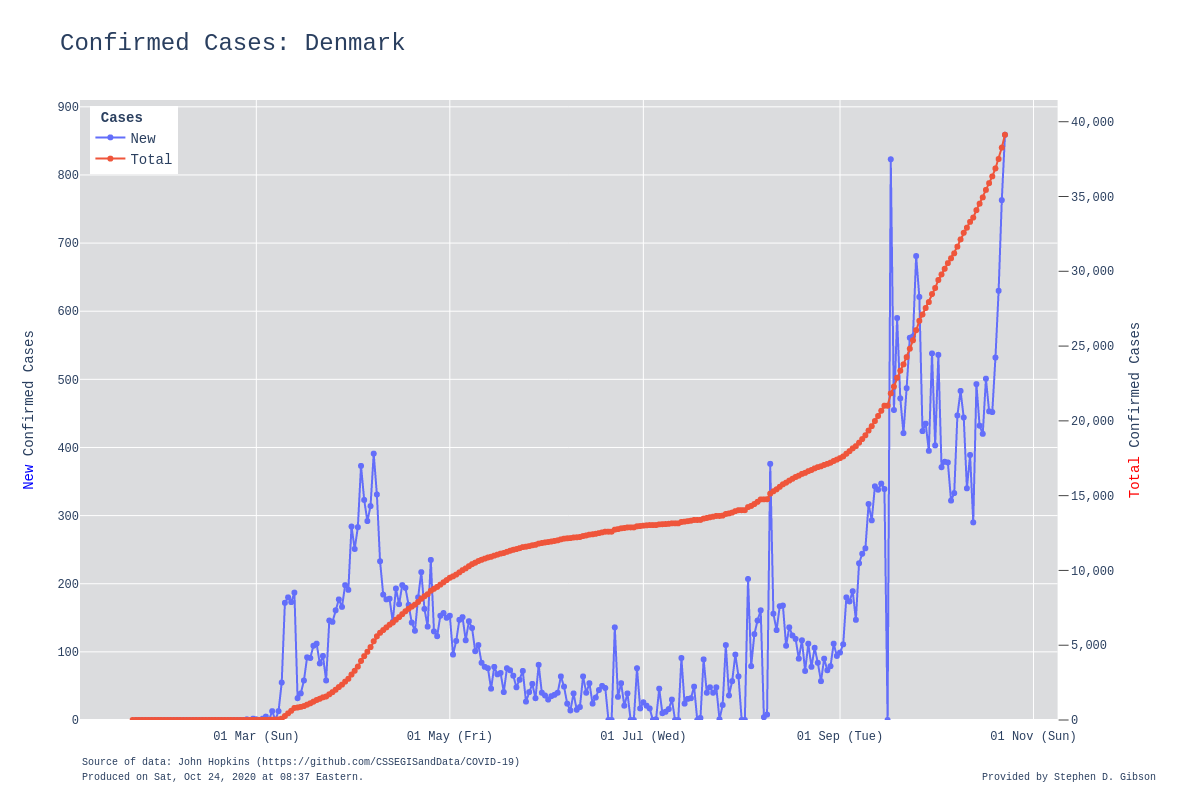 Confirmed Cases: Denmark
Cases
New
Total
900
800
700
600
500
400
300
200
100
0
40,000
35,000
30,000
25,000
20,000
15,000
10,000
5,000
0
New Confirmed Cases
Total Confirmed Cases
01 Mar (Sun)
01 May (Fri)
01 Jul (Wed)
01 Sep (Tue)
01 Nov (Sun)
Source of data: John Hopkins (https://github.com/CSSEGISandData/COVID-19)
Produced on Sat, Oct 24, 2020 at 08:37 Eastern.
Provided by Stephen D. Gibson